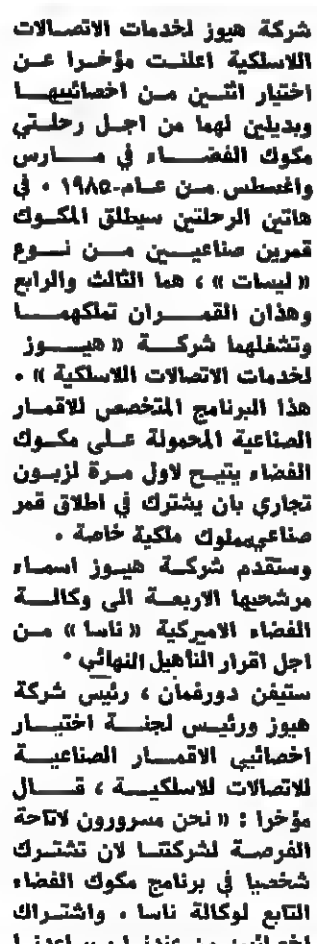 شركة هيوز لخدمات الاتصالات
اللاسلكية اعلنت مؤخرا عن
اختيار اثنين من اخصائييها
وبديلين لهما من اجل رحلتي
مكوك الفضاء في مارس
واغسطس من عام ١٩٨٥ . في
هاتين الرحلتين سيطلق المكوك
قمرين صناعيين من نوع
« ليسات » ، هما الثالث والرابع
وهذان القمران تملكهما
وتشغلهما شركة « هيوز
لخدمات الاتصالات اللاسلكية » .
هذا البرنامج المتخصص للاقمار
الصناعية المحمولة على مكوك
الفضاء يتيح لاول مرة لزبون
تجاري بان يشترك في اطلاق قمر
صناعي مملوك ملكية خاصة .
وستقدم شركة هيوز اسماء
مرشحيها الاربعة الى وكالة
الفضاء الاميركية « ناسا » من
اجل اقرار التأهيل النهائي .
ستيفن دورفمان ، رئيس شركة
هيوز ورئيس لجنة اختيار
اخصائيي الاقمار الصناعية
للاتصالات للاسلكية ، قال
مؤخرا : « نحن مسرورون لاتاحة
الفرصة لشركتنا لان تشترك
شخصيا في برنامج مكوك الفضاء
التابع لوكالة ناسا . واشتراك